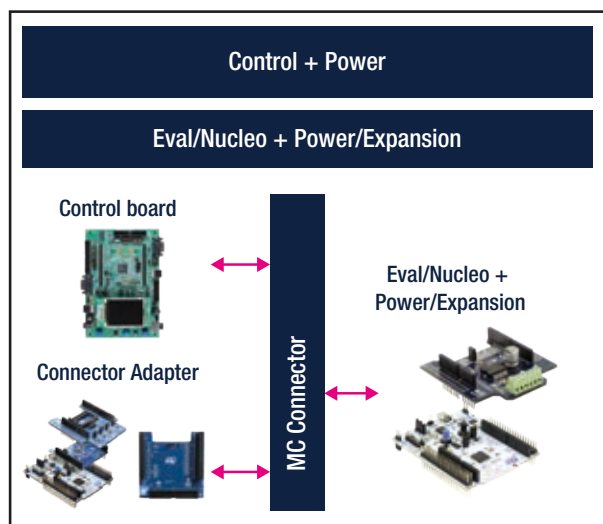 Control + Power
Eval/Nucleo + Power/Expansion
Control board
Eval/Nucleo +
Power/Expansion
MC Connector
Connector Adapter